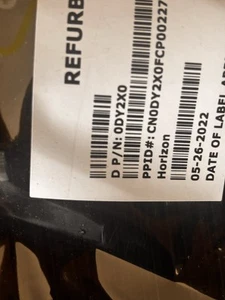 REFURB
D P/N: 0DY2X0
PPID#: CN0DY2X0FCP00227
Horizon
05-26-2022
DATE OF LABEL